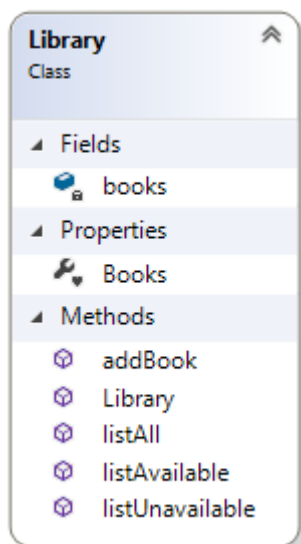 Library
Class
Fields
books
Properties
Books
Methods
addBook
Library
listAll
listAvailable
listUnavailable